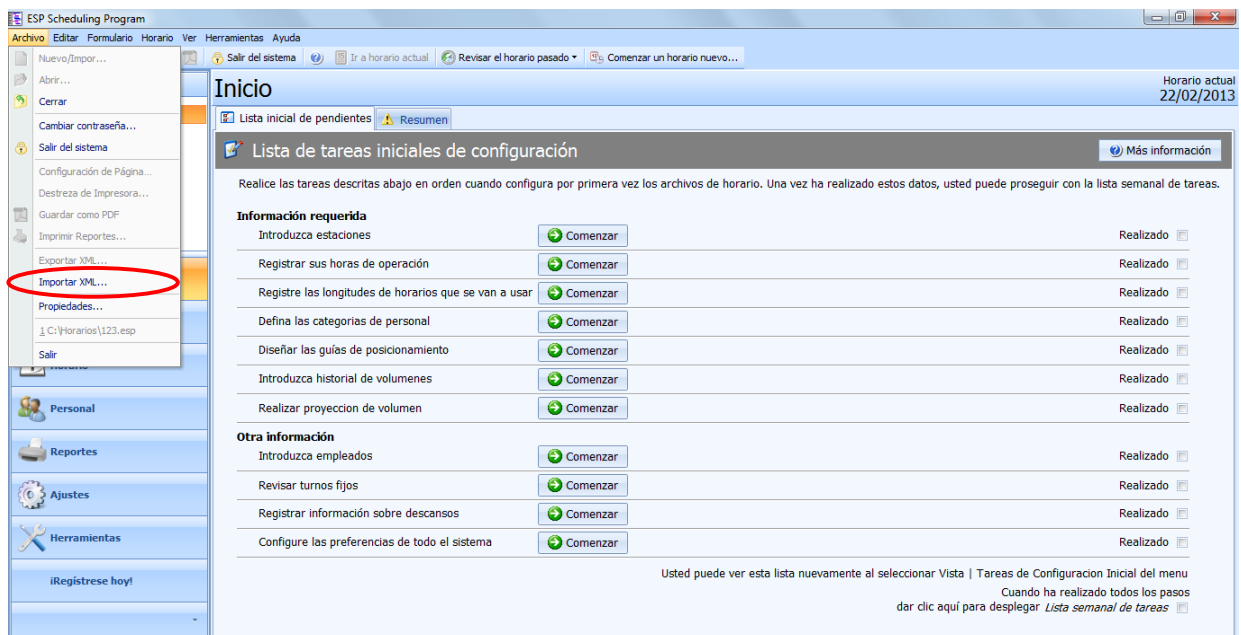 ESP Scheduling Program
Archivo Editar Formulario Horario Ver Herramientas Ayuda
Salir del sistema Ir a horario actual Revisar el horario pasado Comenzar un horario nuevo...
Nuevo/Impor...
Abrir...
Cerrar
Cambiar contraseña...
Salir del sistema
Configuración de Página...
Destreza de Impresora...
Guardar como PDF
Imprimir Reportes...
Exportar XML...
Importar XML...
Propiedades...
1 C:\Horarios\123.esp
Salir
Horario
Personal
Reportes
Ajustes
Herramientas
¡Regístrese hoy!
Inicio
Horario actual
22/02/2013
Lista inicial de pendientes Resumen
Lista de tareas iniciales de configuración Más información
Realice las tareas descritas abajo en orden cuando configura por primera vez los archivos de horario. Una vez ha realizado estos datos, usted puede proseguir con la lista semanal de tareas.
Información requerida
Introduzca estaciones Comenzar Realizado
Registrar sus horas de operación Comenzar Realizado
Registre las longitudes de horarios que se van a usar Comenzar Realizado
Defina las categorias de personal Comenzar Realizado
Diseñar las guías de posicionamiento Comenzar Realizado
Introduzca historial de volumenes Comenzar Realizado
Realizar proyeccion de volumen Comenzar Realizado
Otra información
Introduzca empleados Comenzar Realizado
Revisar turnos fijos Comenzar Realizado
Registrar información sobre descansos Comenzar Realizado
Configure las preferencias de todo el sistema Comenzar Realizado
Usted puede ver esta lista nuevamente al seleccionar Vista | Tareas de Configuracion Inicial del menu
Cuando ha realizado todos los pasos
dar clic aquí para desplegar Lista semanal de tareas